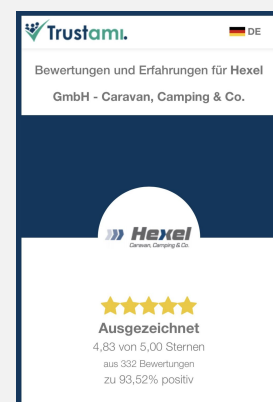 Trustami.
DE
Bewertungen und Erfahrungen für Hexel
GmbH - Caravan, Camping & Co.
Hexel
Caravan, Camping & Co.
Ausgezeichnet
4,83 von 5,00 Sternen
aus 332 Bewertungen
zu 93,52% positiv